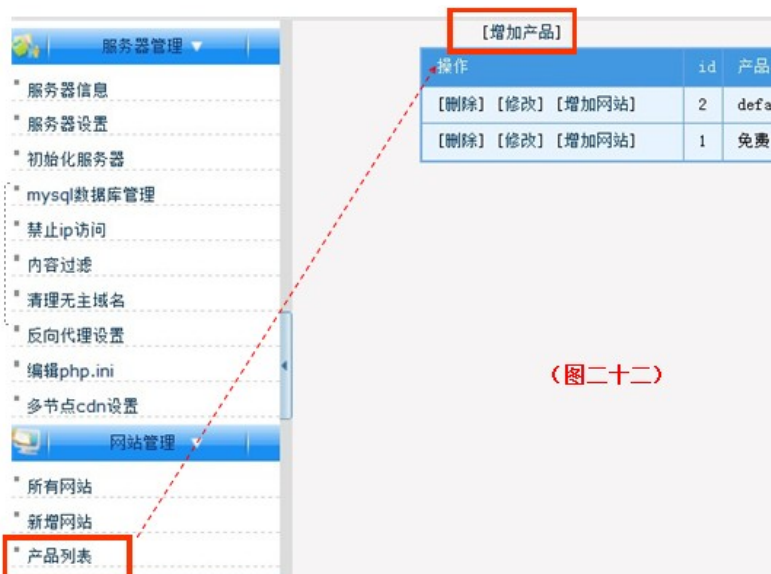 服务器管理
服务器信息
服务器设置
初始化服务器
mysql数据库管理
禁止ip访问
内容过滤
清理无主域名
反向代理设置
编辑php.ini
多节点cdn设置
网站管理
所有网站
新增网站
产品列表
[增加产品]
操作 id 产品
[删除] [修改] [增加网站] 2 defa
[删除] [修改] [增加网站] 1 免费
(图二十二)